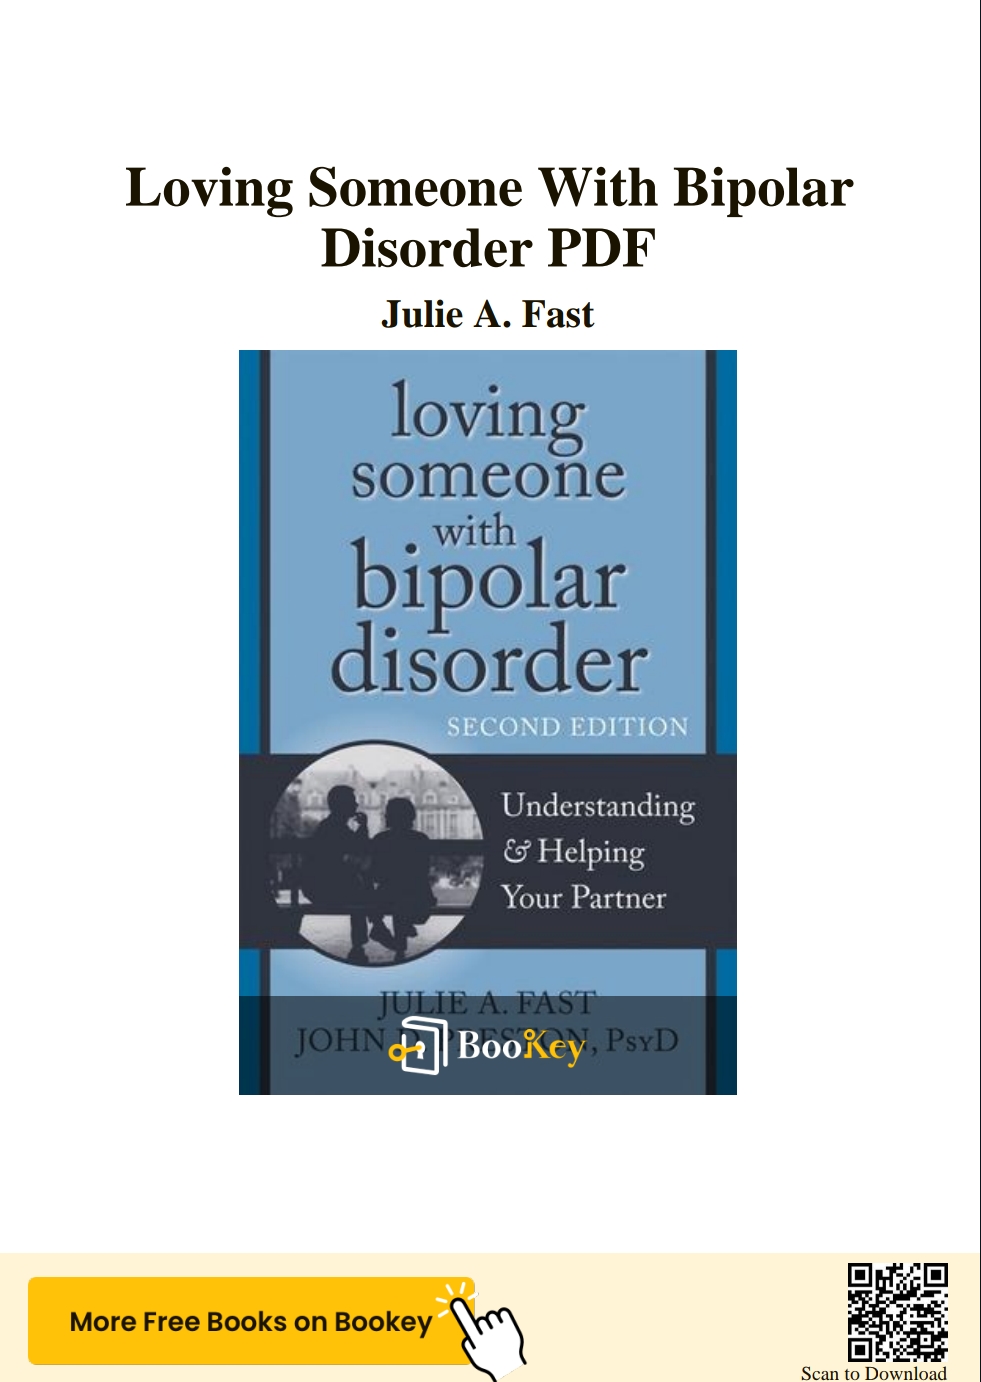 Loving Someone With Bipolar
Disorder PDF
Julie A. Fast
loving
someone
with
bipolar
disorder
SECOND EDITION
Understanding
& Helping
Your Partner
JULIE A. FAST
JOHN D. PRESTON, PsyD
BooKey
More Free Books on Bookey
Scan to Download